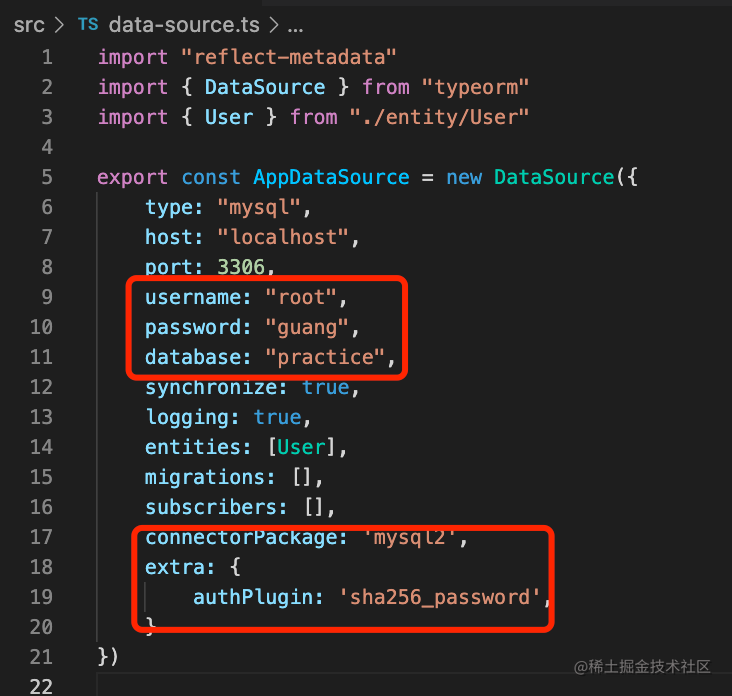 src > TS data-source.ts > ...
1 import "reflect-metadata"
2 import { DataSource } from "typeorm"
3 import { User } from "./entity/User"
4
5 export const AppDataSource = new DataSource({
6     type: "mysql",
7     host: "localhost",
8     port: 3306,
9     username: "root",
10     password: "guang",
11     database: "practice",
12     synchronize: true,
13     logging: true,
14     entities: [User],
15     migrations: [],
16     subscribers: [],
17     connectorPackage: 'mysql2',
18     extra: {
19         authPlugin: 'sha256_password',
20     }
21 })
22
@稀土掘金技术社区